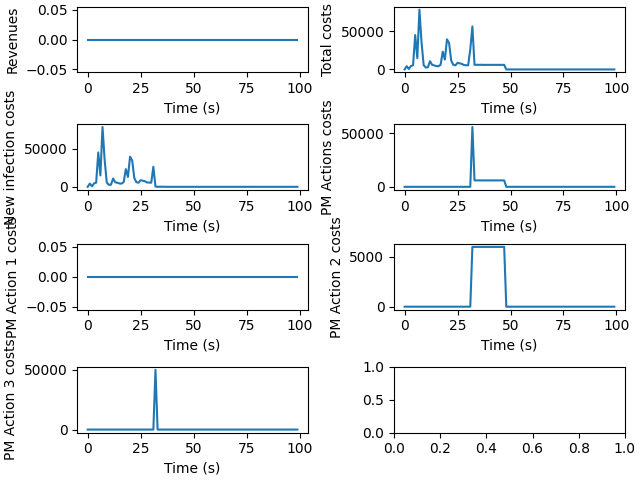 Revenues
0.05
0.00
−0.05
0 25 50 75 100
Time (s)
Total costs
50000
0
0 25 50 75 100
Time (s)
New infection costs
50000
0
0 25 50 75 100
Time (s)
PM Actions costs
50000
0
0 25 50 75 100
Time (s)
PM Action 1 costs
0.05
0.00
−0.05
0 25 50 75 100
Time (s)
PM Action 2 costs
5000
0
0 25 50 75 100
Time (s)
PM Action 3 costs
50000
0
0 25 50 75 100
Time (s)
1.0
0.5
0.0
0.0 0.2 0.4 0.6 0.8 1.0